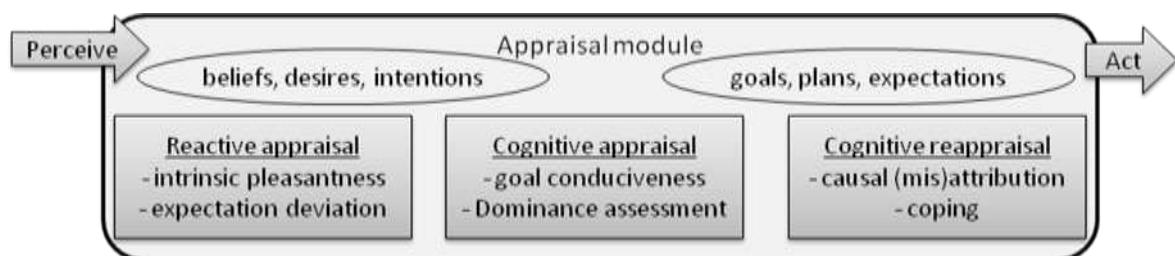 Perceive
Appraisal module
Act
beliefs, desires, intentions
goals, plans, expectations
Reactive appraisal
- intrinsic pleasantness
- expectation deviation
Cognitive appraisal
- goal conduciveness
- Dominance assessment
Cognitive reappraisal
- causal (mis)attribution
- coping